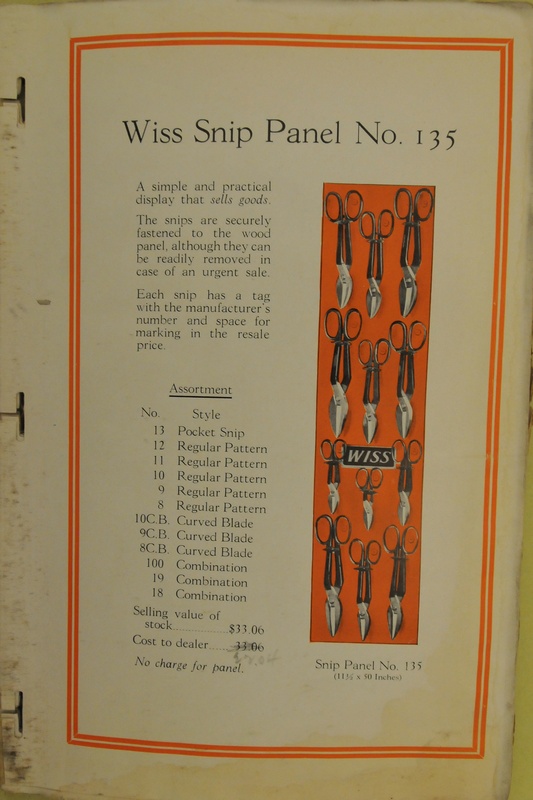 Wiss Snip Panel No. 135
A simple and practical
display that sells goods.
The snips are securely
fastened to the wood
panel, although they can
be readily removed in
case of an urgent sale.
Each snip has a tag
with the manufacturer's
number and space for
marking in the resale
price.
Assortment
No. Style
13 Pocket Snip
12 Regular Pattern
11 Regular Pattern
10 Regular Pattern
9 Regular Pattern
8 Regular Pattern
10C.B. Curved Blade
9C.B. Curved Blade
8C.B. Curved Blade
100 Combination
19 Combination
18 Combination
Selling value of
stock $33.06
Cost to dealer 33.06
No charge for panel.
WISS
Snip Panel No. 135
(11½ x 50 Inches)